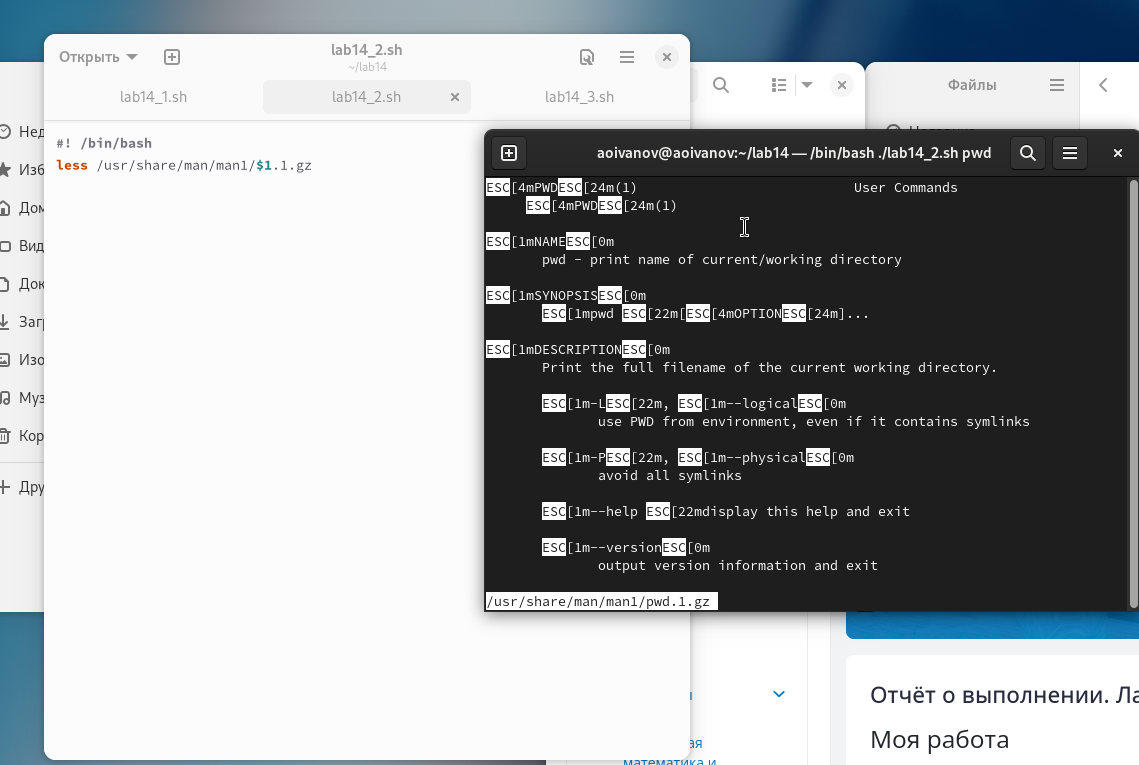 Открыть
lab14_2.sh
~/lab14
lab14_1.sh
lab14_2.sh
lab14_3.sh
#! /bin/bash
less /usr/share/man/man1/$1.1.gz
Файлы
Нед
Изб
Дом
Вид
Док
Загр
Изо
Муз
Кор
Дру
aoivanov@aoivanov:~/lab14 — /bin/bash ./lab14_2.sh pwd
ESC[4mPWDESC[24m(1) User Commands
ESC[4mPWDESC[24m(1)
ESC[1mNAMEESC[0m
pwd - print name of current/working directory
ESC[1mSYNOPSISESC[0m
ESC[1mpwd ESC[22m[ESC[4mOPTIONESC[24m]...
ESC[1mDESCRIPTIONESC[0m
Print the full filename of the current working directory.
ESC[1m-LESC[22m, ESC[1m--logicalESC[0m
use PWD from environment, even if it contains symlinks
ESC[1m-PESC[22m, ESC[1m--physicalESC[0m
avoid all symlinks
ESC[1m--help ESC[22mdisplay this help and exit
ESC[1m--versionESC[0m
output version information and exit
/usr/share/man/man1/pwd.1.gz
ая
математика и
Отчёт о выполнении. Ла
Моя работа